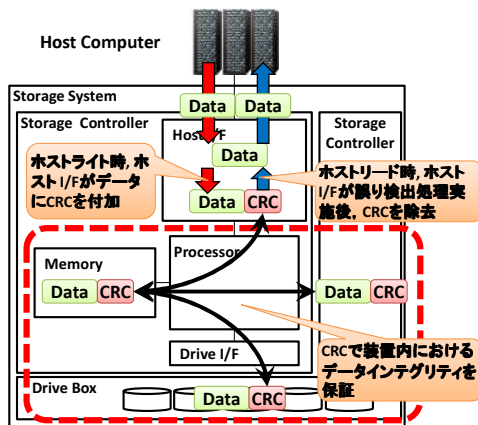 Host Computer
Storage System
Data Data
Storage Controller
Host I/F
Storage
Controller
Data
ホストライト時, ホ
スト I/Fがデータ
にCRCを付加
ホストリード時, ホスト
I/Fが誤り検出処理実
施後, CRCを除去
Data CRC
Processor
Memory
Data CRC
Data CRC
Drive I/F
CRCで装置内における
データインテグリティを
保証
Drive Box
Data CRC